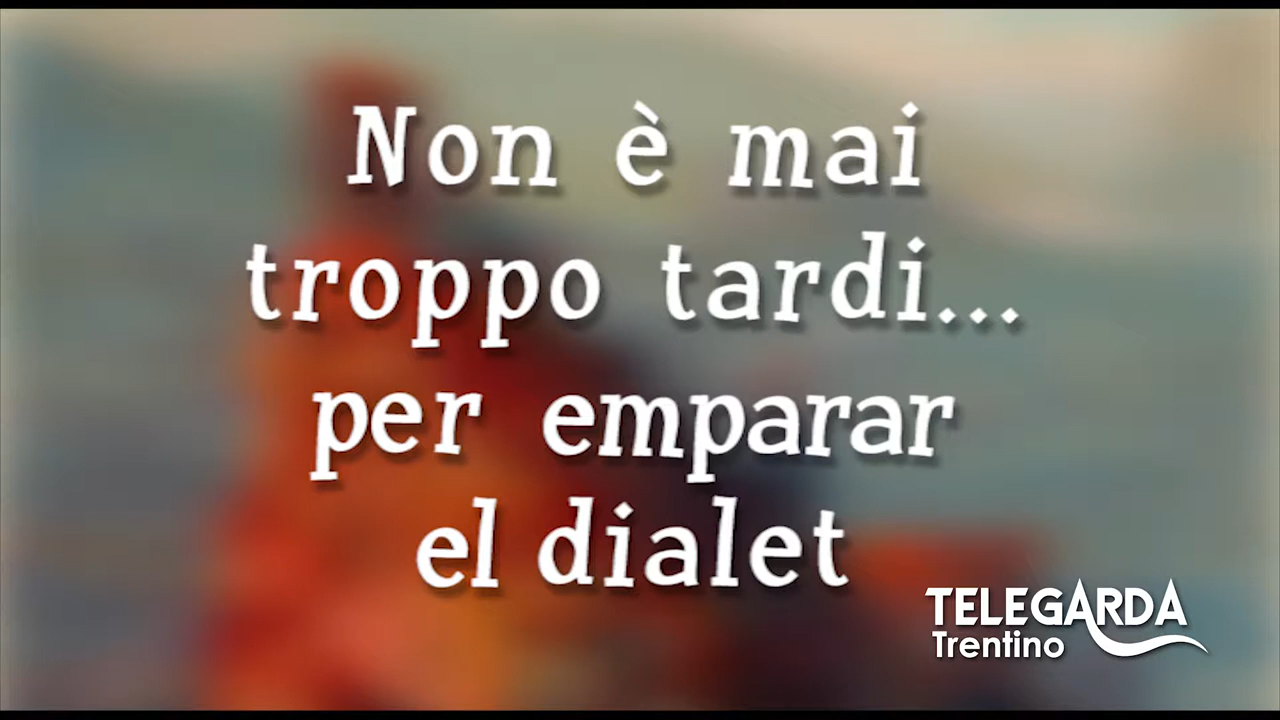 Non è mai
troppo tardi...
per emparar
el dialet
TELEGARDA
Trentino